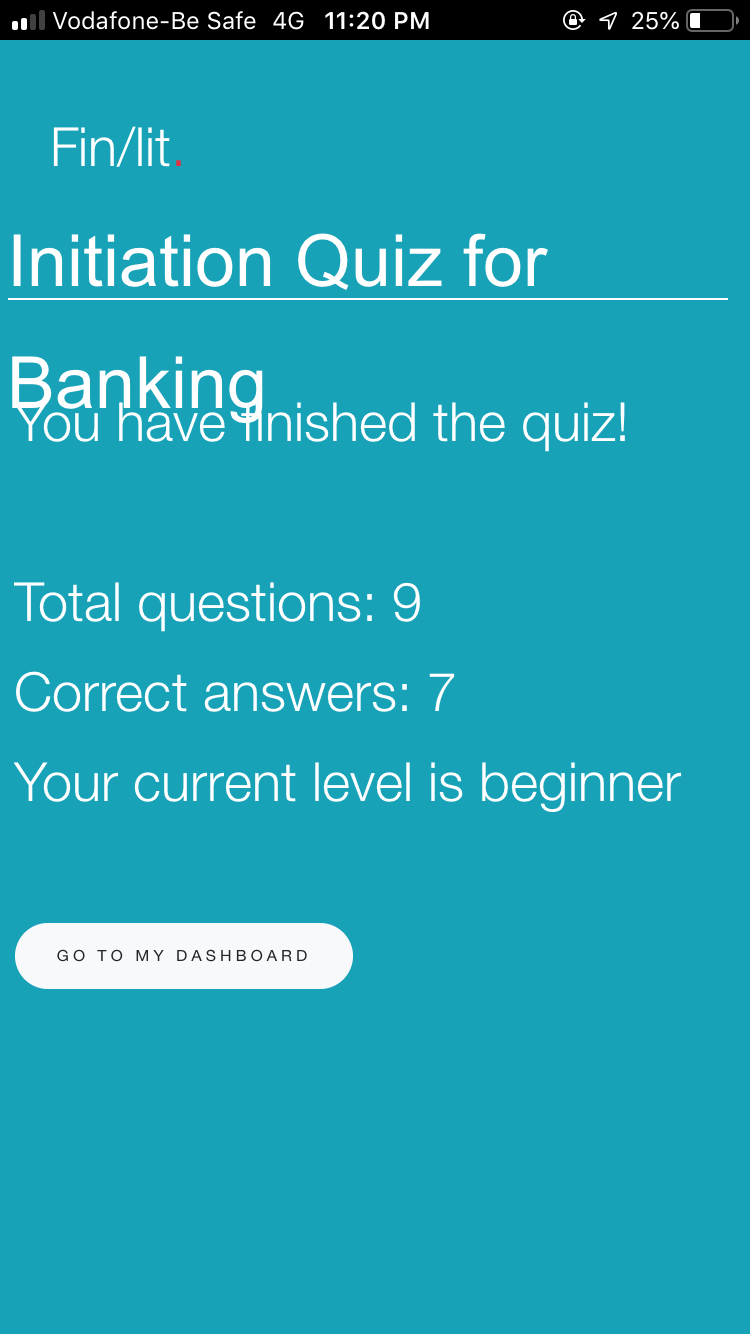 Vodafone-Be Safe 4G 11:20 PM 25%
Fin/lit.
Initiation Quiz for
Banking
You have finished the quiz!
Total questions: 9
Correct answers: 7
Your current level is beginner
GO TO MY DASHBOARD